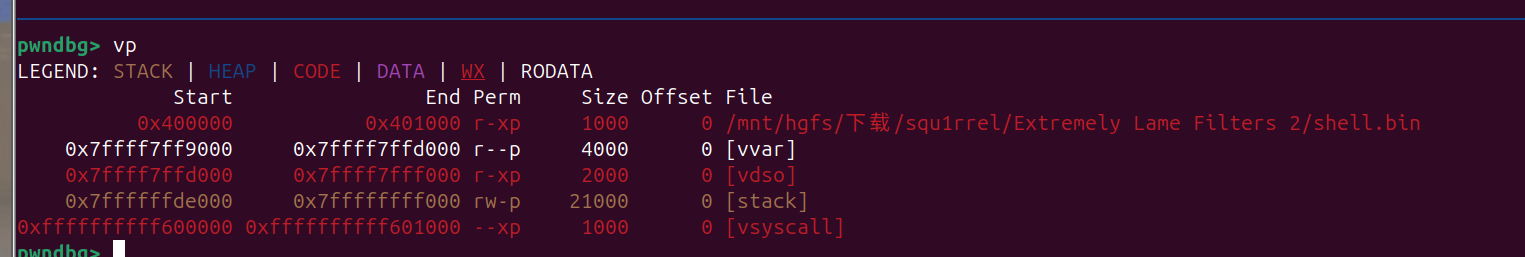 pwndbg> vp
LEGEND: STACK | HEAP | CODE | DATA | WX | RODATA
Start End Perm Size Offset File
0x400000 0x401000 r-xp 1000 0 /mnt/hgfs/下载/squ1rrel/Extremely Lame Filters 2/shell.bin
0x7ffff7ff9000 0x7ffff7ffd000 r--p 4000 0 [vvar]
0x7ffff7ffd000 0x7ffff7fff000 r-xp 2000 0 [vdso]
0x7ffffffde000 0x7ffffffff000 rw-p 21000 0 [stack]
0xffffffffff600000 0xffffffffff601000 --xp 1000 0 [vsyscall]
pwndbg>